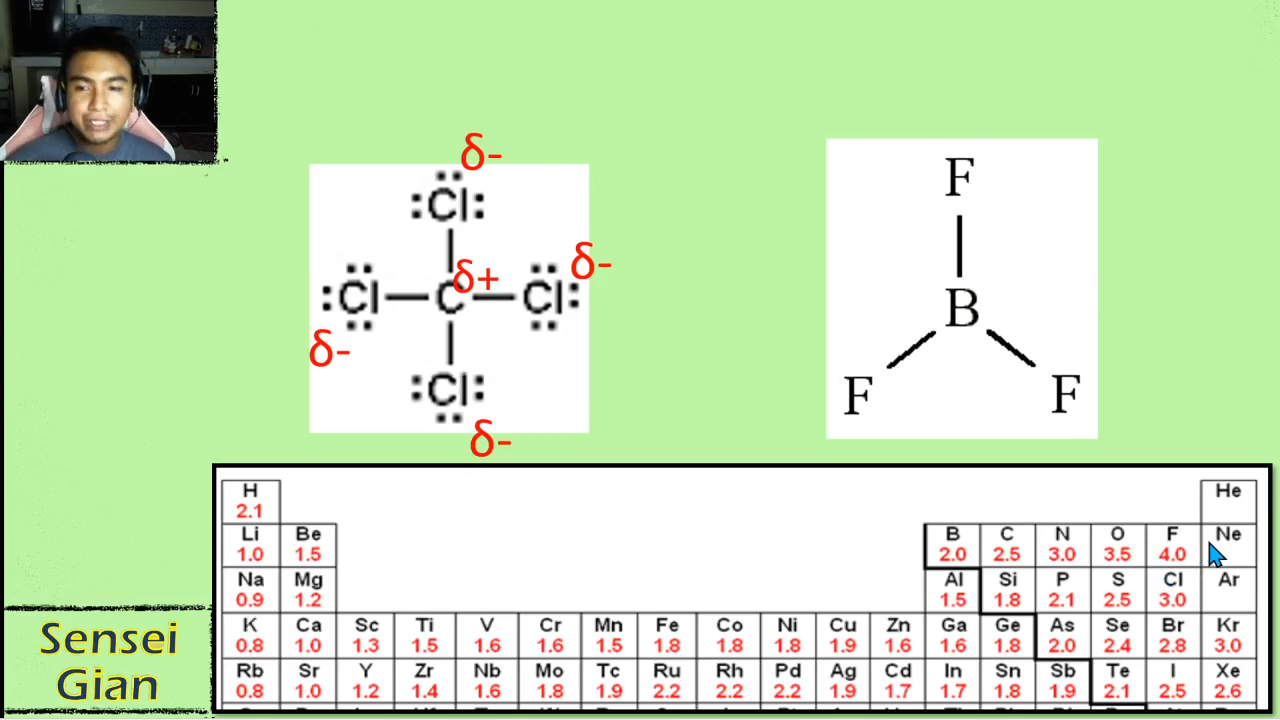 δ-
:Cl:
δ-
δ+
:Cl
C
Cl:
δ-
:Cl:
δ-
F
B
F
F
H
He
2.1
Li Be B C N O F Ne
1.0 1.5 2.0 2.5 3.0 3.5 4.0
Na Mg Al Si P S Cl Ar
0.9 1.2 1.5 1.8 2.1 2.5 3.0
K Ca Sc Ti V Cr Mn Fe Co Ni Cu Zn Ga Ge As Se Br Kr
0.8 1.0 1.3 1.5 1.6 1.6 1.5 1.8 1.8 1.8 1.9 1.6 1.6 1.8 2.0 2.4 2.8 3.0
Rb Sr Y Zr Nb Mo Tc Ru Rh Pd Ag Cd In Sn Sb Te I Xe
0.8 1.0 1.2 1.4 1.6 1.8 1.9 2.2 2.2 2.2 1.9 1.7 1.7 1.8 1.9 2.1 2.5 2.6
Sensei
Gian